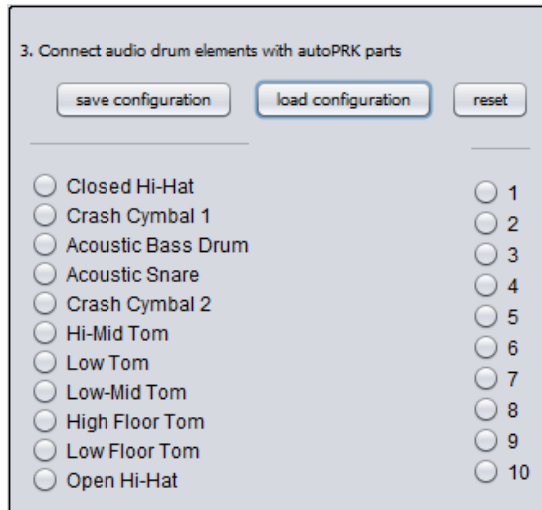 3. Connect audio drum elements with autoPRK parts
save configuration load configuration reset
Closed Hi-Hat
Crash Cymbal 1
Acoustic Bass Drum
Acoustic Snare
Crash Cymbal 2
Hi-Mid Tom
Low Tom
Low-Mid Tom
High Floor Tom
Low Floor Tom
Open Hi-Hat
1
2
3
4
5
6
7
8
9
10